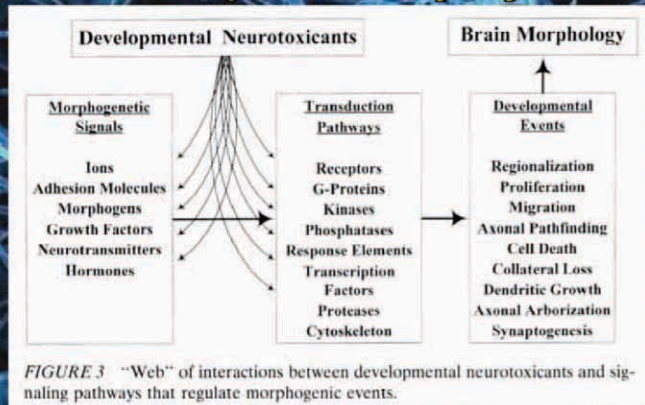 Developmental Neurotoxicants
Brain Morphology
Morphogenetic
Signals
Ions
Adhesion Molecules
Morphogens
Growth Factors
Neurotransmitters
Hormones
Transduction
Pathways
Receptors
G-Proteins
Kinases
Phosphatases
Response Elements
Transcription
Factors
Proteases
Cytoskeleton
Developmental
Events
Regionalization
Proliferation
Migration
Axonal Pathfinding
Cell Death
Collateral Loss
Dendritic Growth
Axonal Arborization
Synaptogenesis
FIGURE 3 "Web" of interactions between developmental neurotoxicants and sig-
naling pathways that regulate morphogenic events.